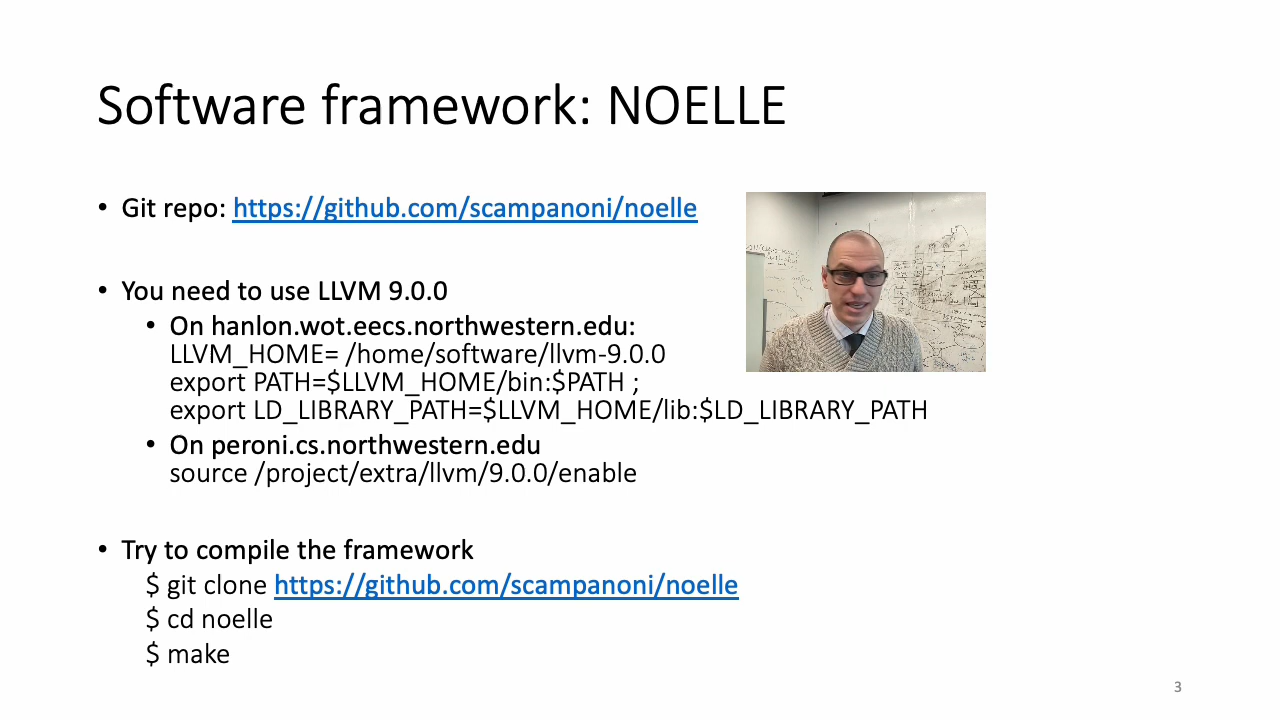 Software framework: NOELLE
• Git repo: https://github.com/scampanoni/noelle
• You need to use LLVM 9.0.0
• On hanlon.wot.eecs.northwestern.edu:
LLVM_HOME= /home/software/llvm-9.0.0
export PATH=$LLVM_HOME/bin:$PATH ;
export LD_LIBRARY_PATH=$LLVM_HOME/lib:$LD_LIBRARY_PATH
• On peroni.cs.northwestern.edu
source /project/extra/llvm/9.0.0/enable
• Try to compile the framework
$ git clone https://github.com/scampanoni/noelle
$ cd noelle
$ make
3